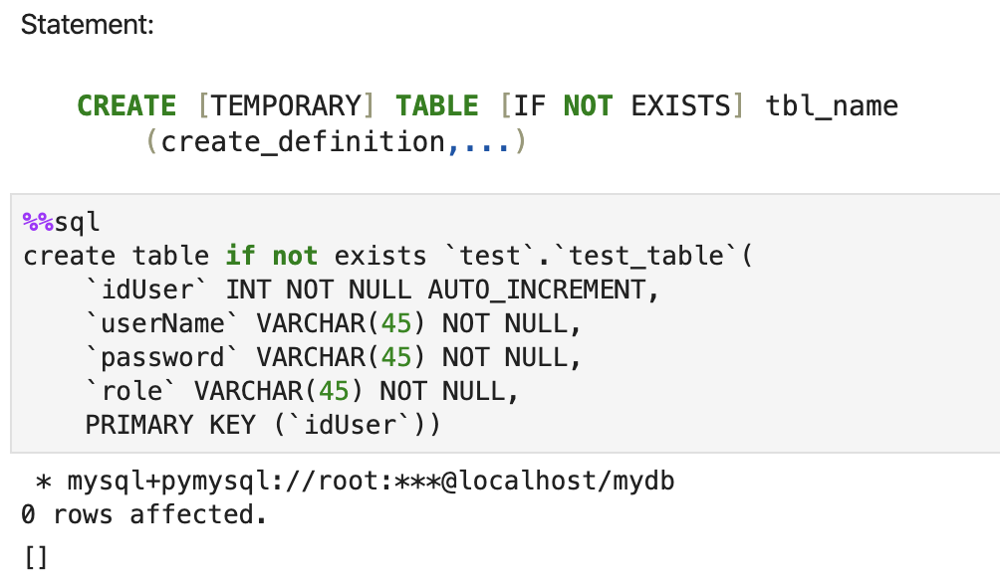 Statement:
CREATE [TEMPORARY] TABLE [IF NOT EXISTS] tbl_name
    (create_definition,...)
%%sql
create table if not exists `test`.`test_table`(
    `idUser` INT NOT NULL AUTO_INCREMENT,
    `userName` VARCHAR(45) NOT NULL,
    `password` VARCHAR(45) NOT NULL,
    `role` VARCHAR(45) NOT NULL,
    PRIMARY KEY (`idUser`))
 * mysql+pymysql://root:***@localhost/mydb
0 rows affected.
[]